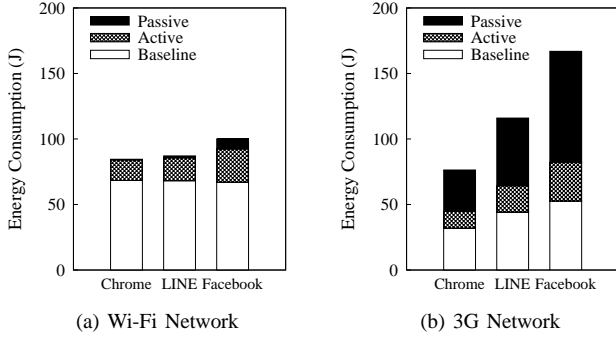 Energy Consumption (J)
200
150
100
50
0
Passive
Active
Baseline
Chrome LINE Facebook
(a) Wi-Fi Network
Energy Consumption (J)
200
150
100
50
0
Passive
Active
Baseline
Chrome LINE Facebook
(b) 3G Network